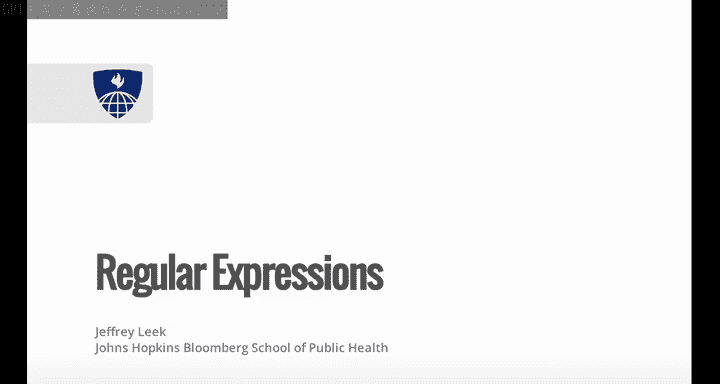 Regular Expressions
Jeffrey Leek
Johns Hopkins Bloomberg School of Public Health